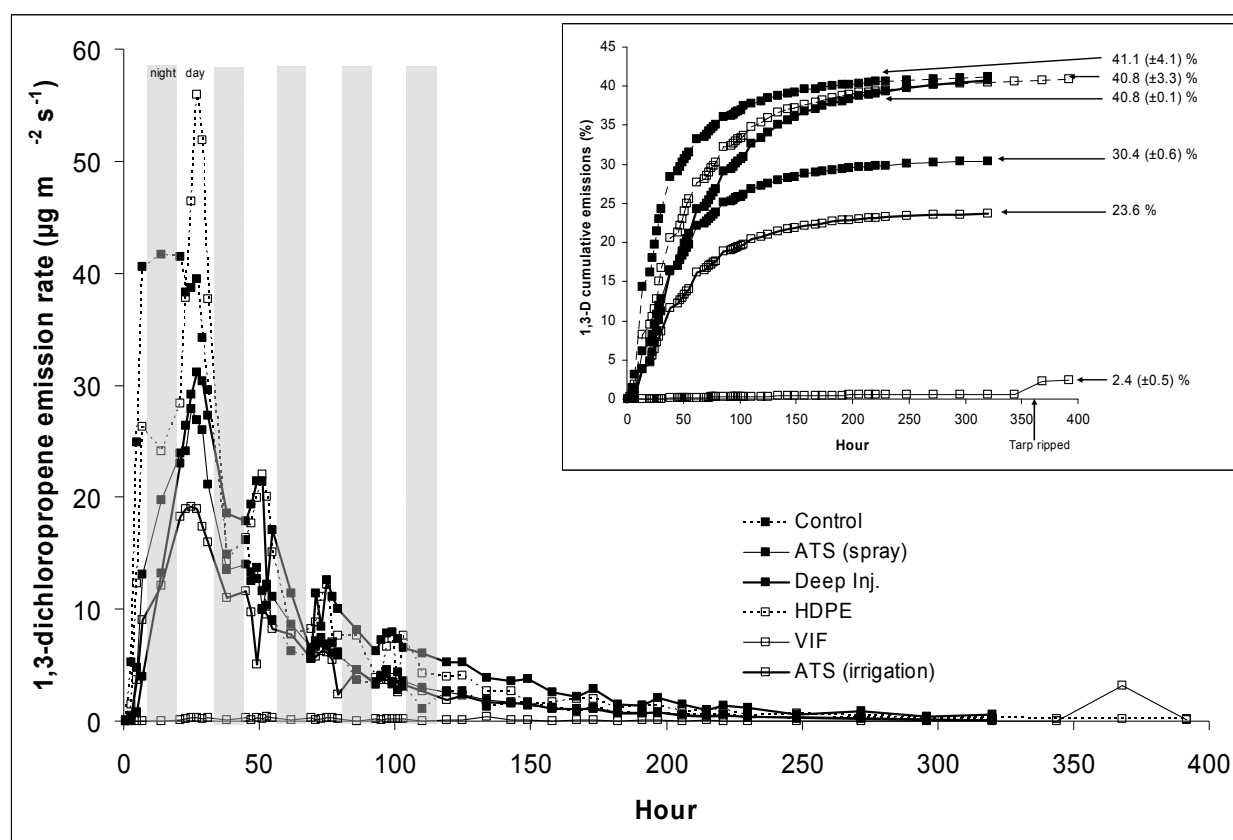 1,3-dichloropropene emission rate (µg m -2 s-1)
60
50
40
30
20
10
0
night day
0 50 100 150 200 250 300 350 400
Hour
Control
ATS (spray)
Deep Inj.
HDPE
VIF
ATS (irrigation)
1,3-D cumulative emissions (%)
45
40
35
30
25
20
15
10
5
0
0 50 100 150 200 250 300 350 400
Hour
Tarp ripped
41.1 (±4.1) %
40.8 (±3.3) %
40.8 (±0.1) %
30.4 (±0.6) %
23.6 %
2.4 (±0.5) %